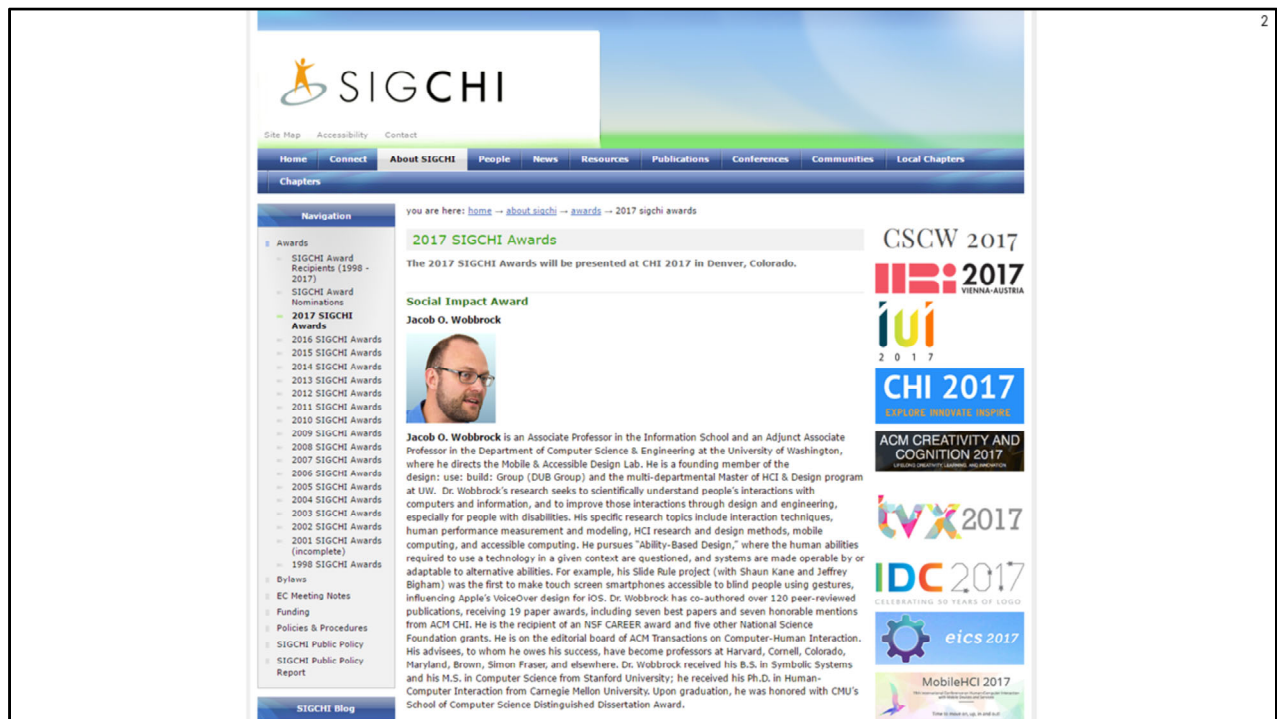 2
SIGCHI
Site Map Accessibility Contact
Home Connect About SIGCHI People News Resources Publications Conferences Communities Local Chapters
Chapters
Navigation
Awards
SIGCHI Award
Recipients (1998 -
2017)
SIGCHI Award
Nominations
2017 SIGCHI
Awards
2016 SIGCHI Awards
2015 SIGCHI Awards
2014 SIGCHI Awards
2013 SIGCHI Awards
2012 SIGCHI Awards
2011 SIGCHI Awards
2010 SIGCHI Awards
2009 SIGCHI Awards
2008 SIGCHI Awards
2007 SIGCHI Awards
2006 SIGCHI Awards
2005 SIGCHI Awards
2004 SIGCHI Awards
2003 SIGCHI Awards
2002 SIGCHI Awards
2001 SIGCHI Awards
(incomplete)
1998 SIGCHI Awards
Bylaws
EC Meeting Notes
Funding
Policies & Procedures
SIGCHI Public Policy
SIGCHI Public Policy
Report
SIGCHI Blog
you are here: home → about sigchi → awards → 2017 sigchi awards
2017 SIGCHI Awards
The 2017 SIGCHI Awards will be presented at CHI 2017 in Denver, Colorado.
Social Impact Award
Jacob O. Wobbrock
Jacob O. Wobbrock is an Associate Professor in the Information School and an Adjunct Associate
Professor in the Department of Computer Science & Engineering at the University of Washington,
where he directs the Mobile & Accessible Design Lab. He is a founding member of the
design: use: build: Group (DUB Group) and the multi-departmental Master of HCI & Design program
at UW. Dr. Wobbrock's research seeks to scientifically understand people's interactions with
computers and information, and to improve those interactions through design and engineering,
especially for people with disabilities. His specific research topics include interaction techniques,
human performance measurement and modeling, HCI research and design methods, mobile
computing, and accessible computing. He pursues "Ability-Based Design," where the human abilities
required to use a technology in a given context are questioned, and systems are made operable by or
adaptable to alternative abilities. For example, his Slide Rule project (with Shaun Kane and Jeffrey
Bigham) was the first to make touch screen smartphones accessible to blind people using gestures,
influencing Apple's VoiceOver design for iOS. Dr. Wobbrock has co-authored over 120 peer-reviewed
publications, receiving 19 paper awards, including seven best papers and seven honorable mentions
from ACM CHI. He is the recipient of an NSF CAREER award and five other National Science
Foundation grants. He is on the editorial board of ACM Transactions on Computer-Human Interaction.
His advisees, to whom he owes his success, have become professors at Harvard, Cornell, Colorado,
Maryland, Brown, Simon Fraser, and elsewhere. Dr. Wobbrock received his B.S. in Symbolic Systems
and his M.S. in Computer Science from Stanford University; he received his Ph.D. in Human-
Computer Interaction from Carnegie Mellon University. Upon graduation, he was honored with CMU's
School of Computer Science Distinguished Dissertation Award.
CSCW 2017
2017
VIENNA-AUSTRIA
iui
2 0 1 7
CHI 2017
EXPLORE INNOVATE INSPIRE
ACM CREATIVITY AND
COGNITION 2017
LIFELONG CREATIVITY, LEARNING, AND INNOVATION
tvx 2017
IDC 2017
CELEBRATING 50 YEARS OF LOGO
eics 2017
MobileHCI 2017